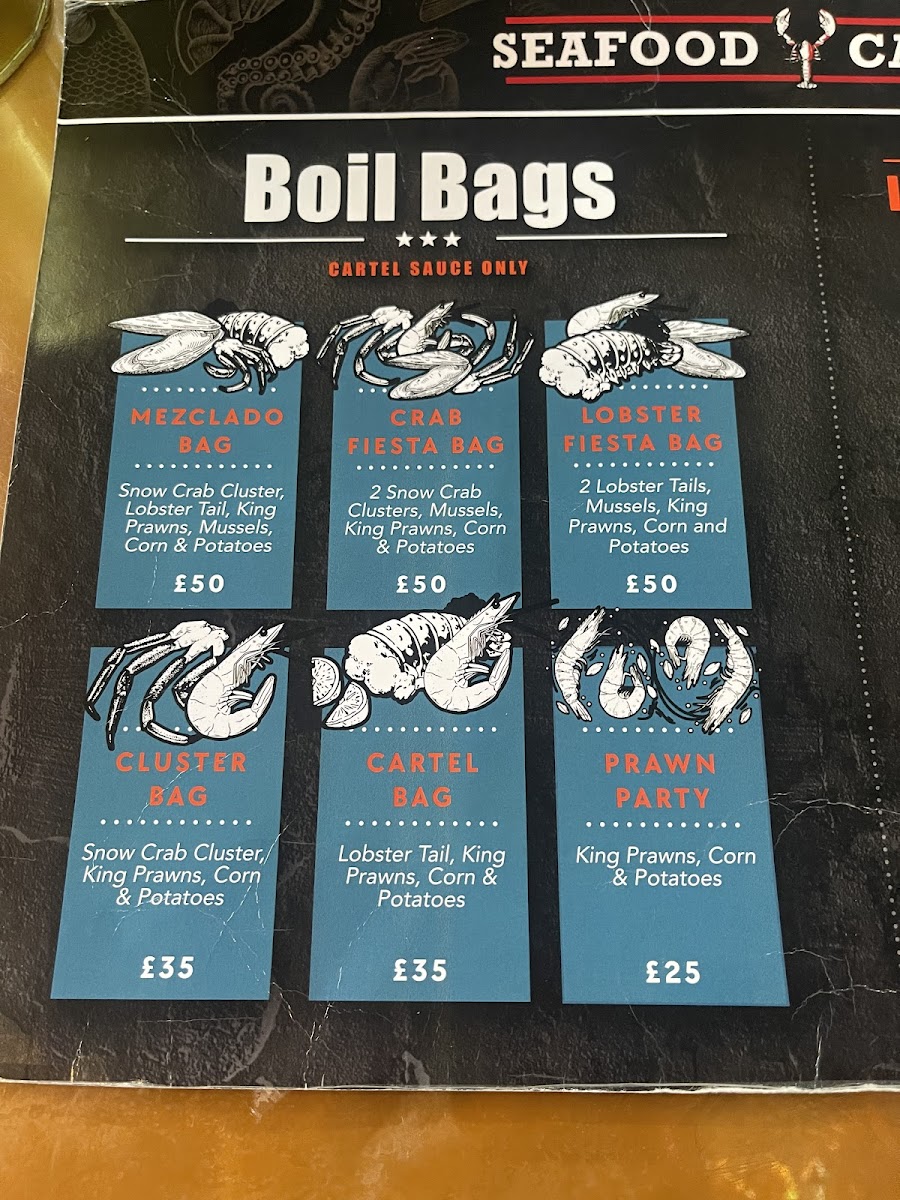 SEAFOOD
Boil Bags
CARTEL SAUCE ONLY
MEZCLADO
BAG
Snow Crab Cluster,
Lobster Tail, King
Prawns, Mussels,
Corn & Potatoes
£50
CRAB
FIESTA BAG
2 Snow Crab
Clusters, Mussels,
King Prawns, Corn
& Potatoes
£50
LOBSTER
FIESTA BAG
2 Lobster Tails,
Mussels, King
Prawns, Corn and
Potatoes
£50
CLUSTER
BAG
Snow Crab Cluster,
King Prawns, Corn
& Potatoes
£35
CARTEL
BAG
Lobster Tail, King
Prawns, Corn &
Potatoes
£35
PRAWN
PARTY
King Prawns, Corn
& Potatoes
£25